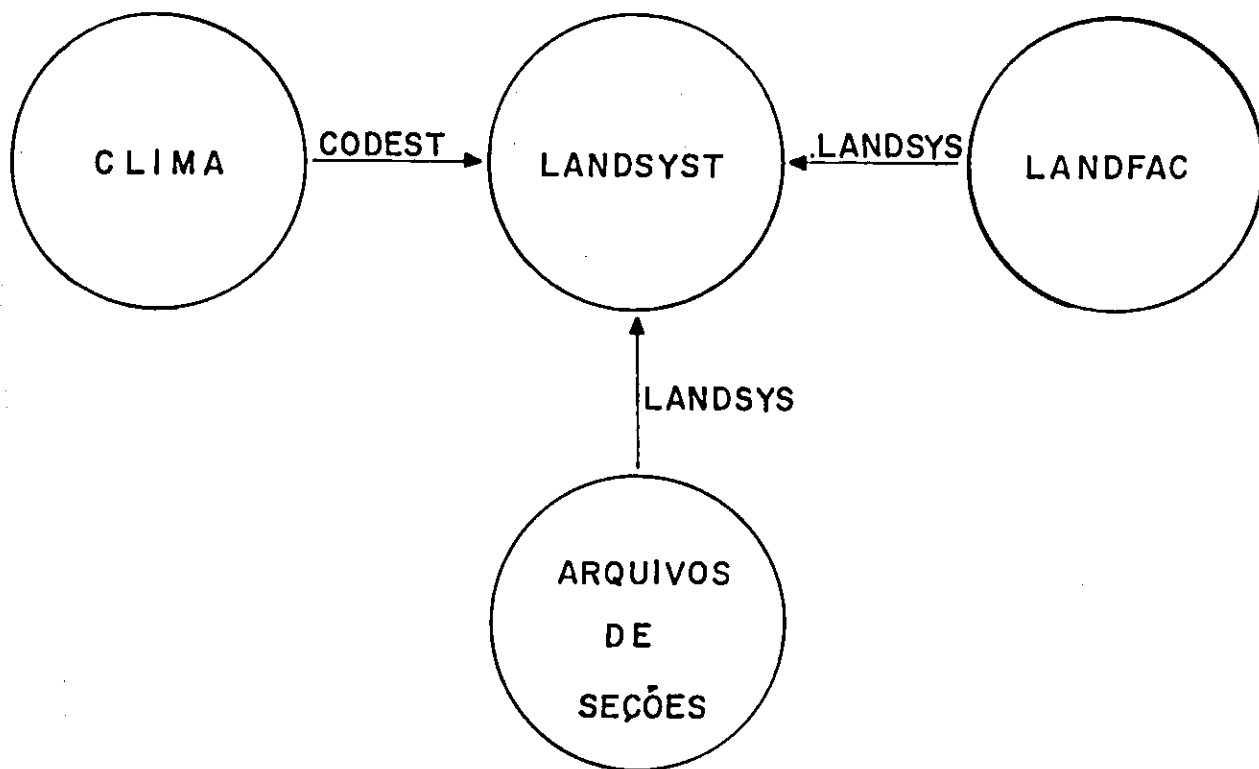 CLIMA
CODEST
LANDSYST
.LANDSYS
LANDFAC
LANDSYS
ARQUIVOS
DE
SEÇÕES